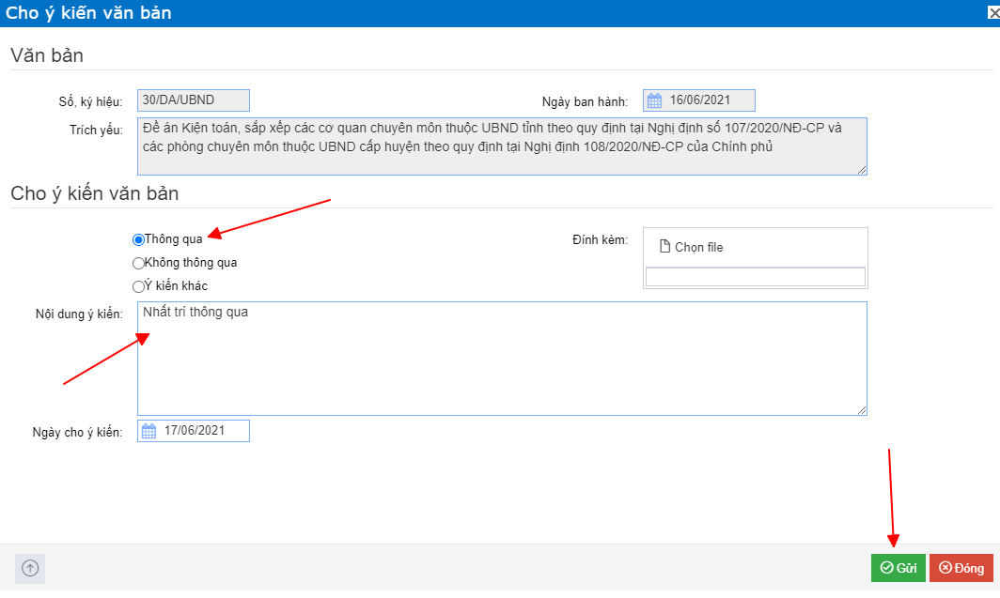 Cho ý kiến văn bản
Văn bản
Số, ký hiệu: 30/DA/UBND Ngày ban hành: 16/06/2021
Trích yếu: Đề án Kiện toán, sắp xếp các cơ quan chuyên môn thuộc UBND tỉnh theo quy định tại Nghị định số 107/2020/NĐ-CP và
các phòng chuyên môn thuộc UBND cấp huyện theo quy định tại Nghị định 108/2020/NĐ-CP của Chính phủ
Cho ý kiến văn bản
Thông qua Đính kèm: Chọn file
Không thông qua
Ý kiến khác
Nội dung ý kiến: Nhất trí thông qua
Ngày cho ý kiến: 17/06/2021
Gửi Đóng